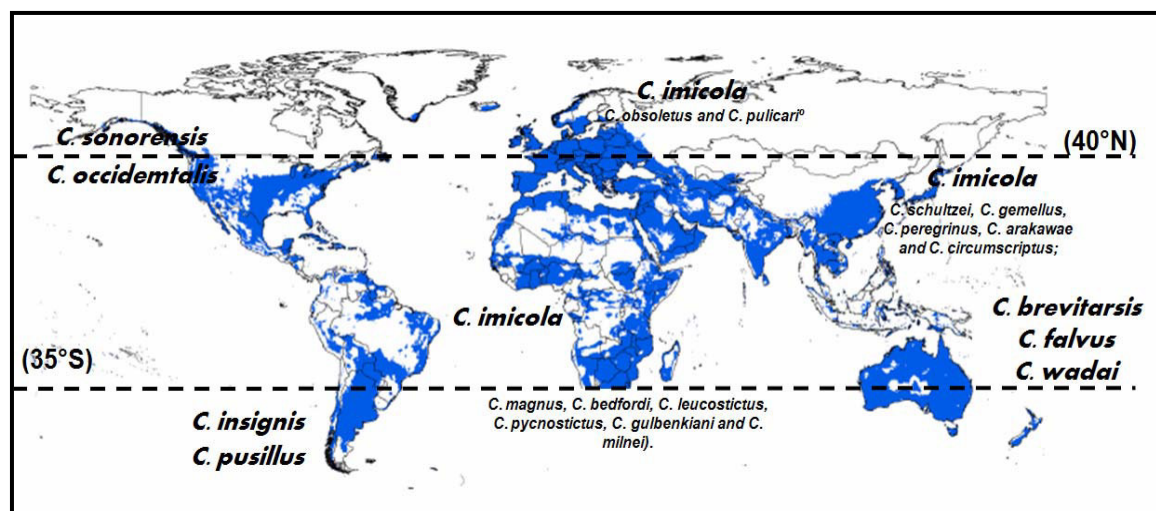 C. imicola
C. obsoletus and C. pulicariº
C. sonorensis
(40°N)
C. occidemtalis
C. imicola
C. schultzei, C. gemellus,
C. peregrinus, C. arakawae
and C. circumscriptus;
C. imicola
C. brevitarsis
C. falvus
C. wadai
(35°S)
C. magnus, C. bedfordi, C. leucostictus,
C. pycnostictus, C. gulbenkiani and C.
milnei).
C. insignis
C. pusillus